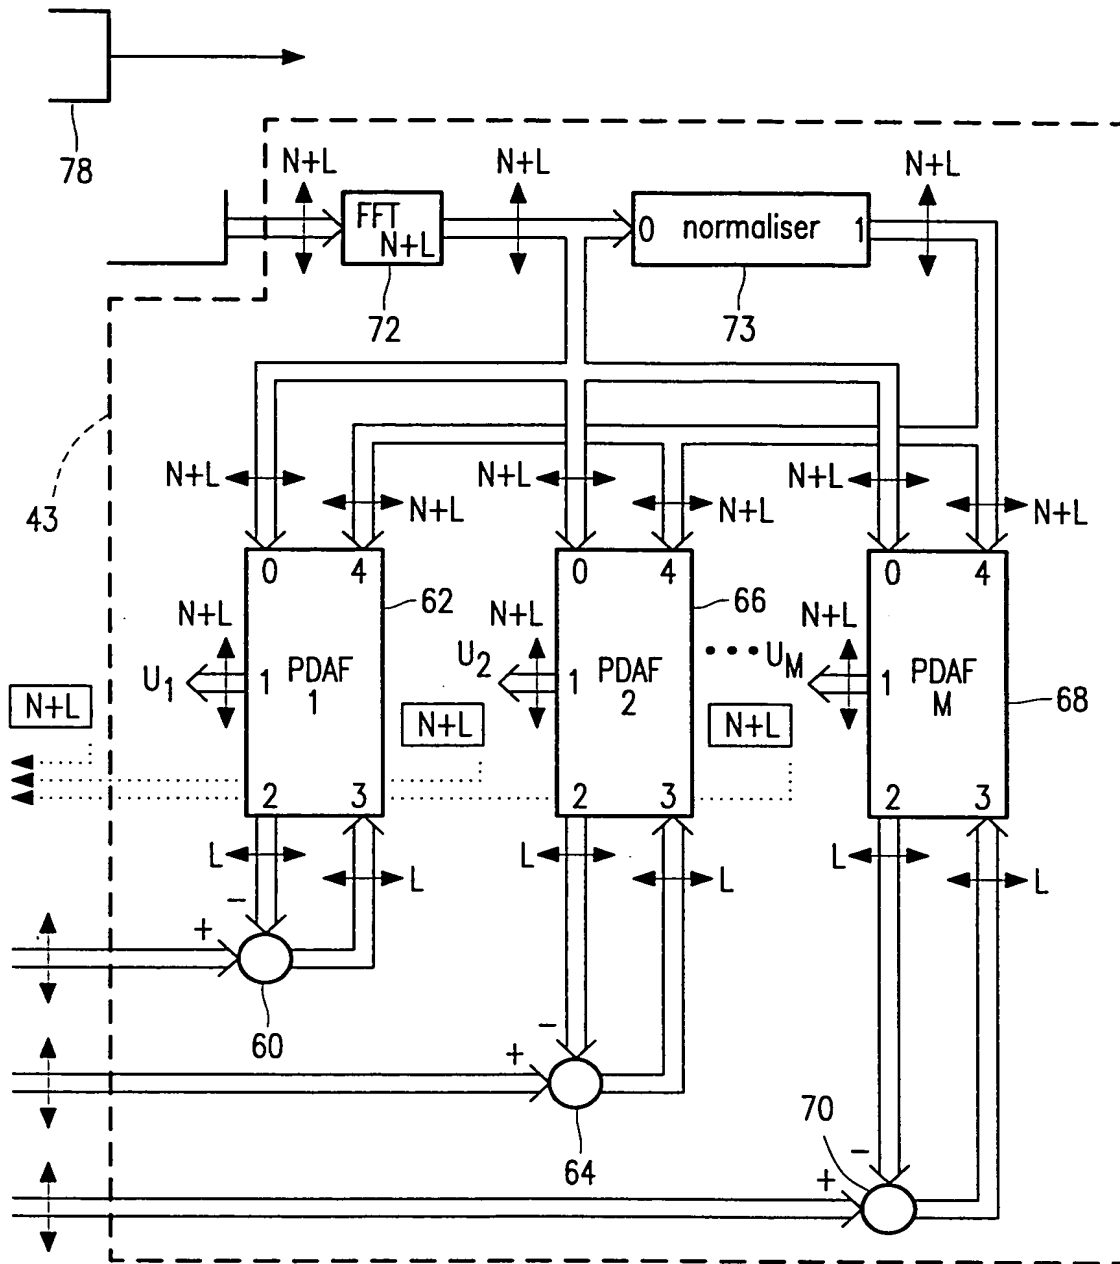 78
N+L
N+L
N+L
FFT
N+L
0 normaliser 1
72
73
43
N+L
N+L
N+L
N+L
N+L
N+L
0 4
0 4
0 4
62
66
68
N+L
N+L
N+L
U1
U2
UM
1 PDAF
1
1 PDAF
2
1 PDAF
M
N+L
N+L
N+L
2 3
2 3
2 3
L
L
L
L
L
L
−
+
60
−
+
64
70
−
+